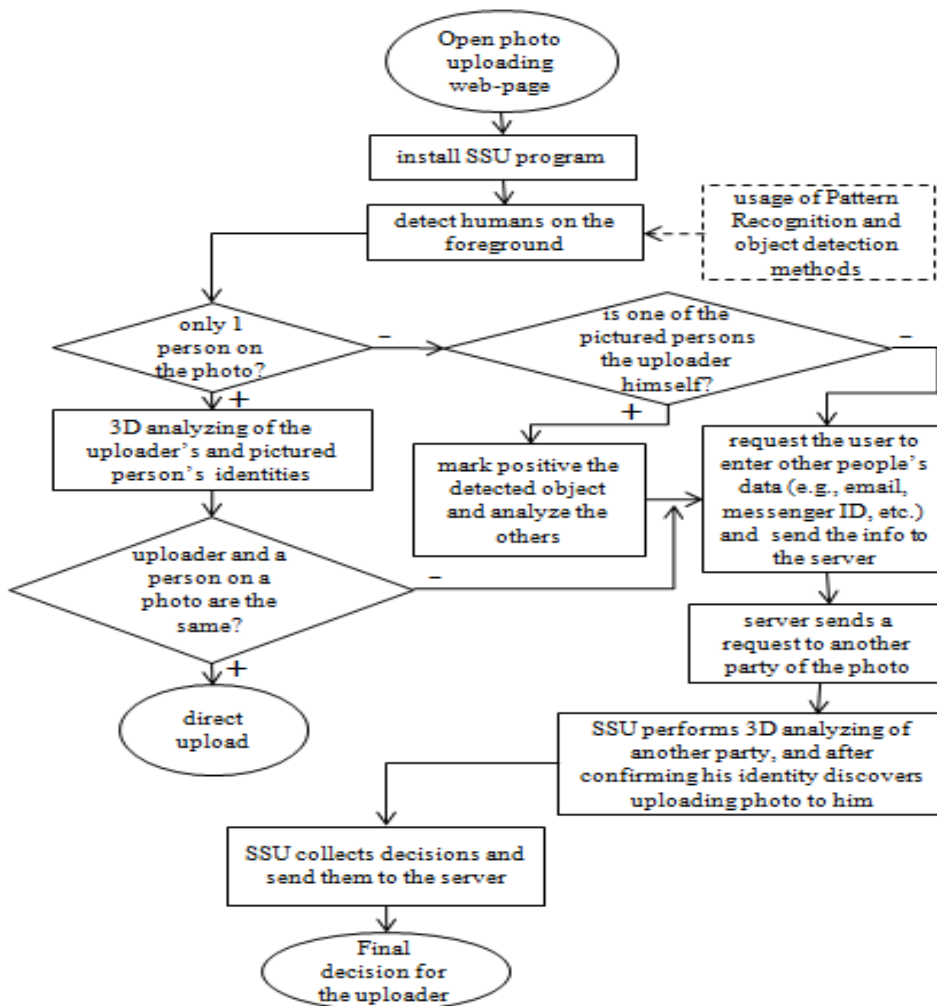 Open photo
uploading
web-page
install SSU program
detect humans on the
foreground
usage of Pattern
Recognition and
object detection
methods
only 1
person on
the photo?
–
is one of the
pictured persons
the uploader
himself?
–
+
+
3D analyzing of the
uploader's and pictured
person's identities
mark positive the
detected object
and analyze the
others
request the user to
enter other people's
data (e.g., email,
messenger ID, etc.)
and send the info to
the server
uploader and a
person on a
photo are the
same?
–
+
server sends a
request to another
party of the photo
direct
upload
SSU performs 3D analyzing of
another party, and after
confirming his identity discovers
uploading photo to him
SSU collects decisions and
send them to the server
Final
decision for
the uploader